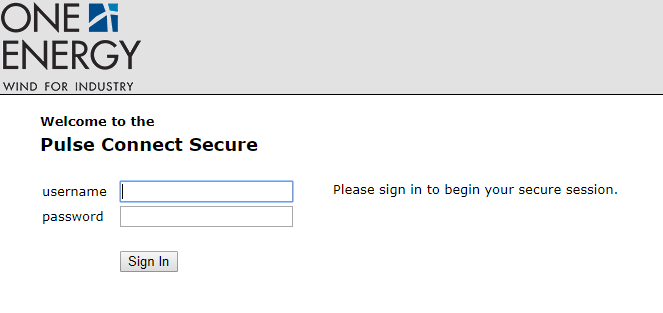 ONE
ENERGY
WIND FOR INDUSTRY
Welcome to the
Pulse Connect Secure
username
Please sign in to begin your secure session.
password
Sign In